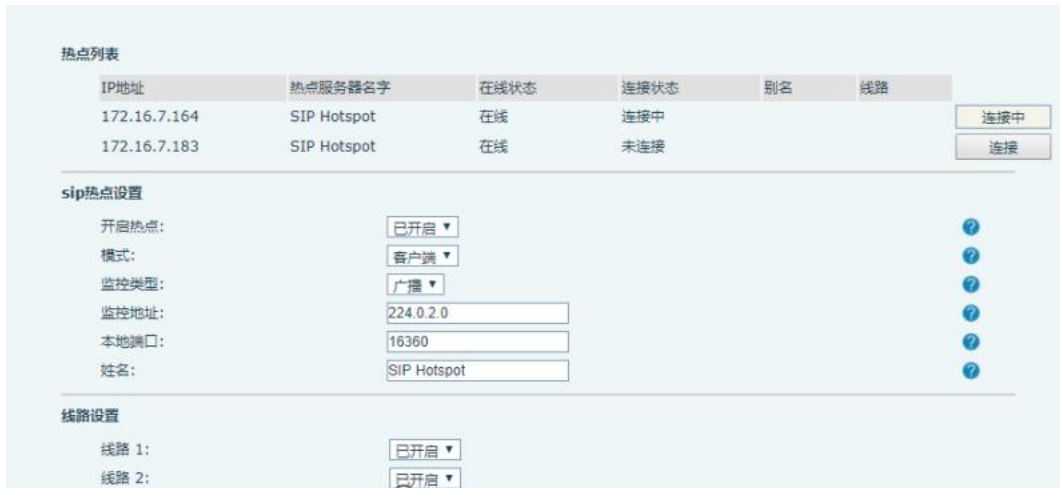 热点列表
IP地址 热点服务器名字 在线状态 连接状态 别名 线路
172.16.7.164 SIP Hotspot 在线 连接中 连接中
172.16.7.183 SIP Hotspot 在线 未连接 连接
sip热点设置
开启热点: 已开启
模式: 客户端
监控类型: 广播
监控地址: 224.0.2.0
本地端口: 16360
姓名: SIP Hotspot
线路设置
线路 1: 已开启
线路 2: 已开启